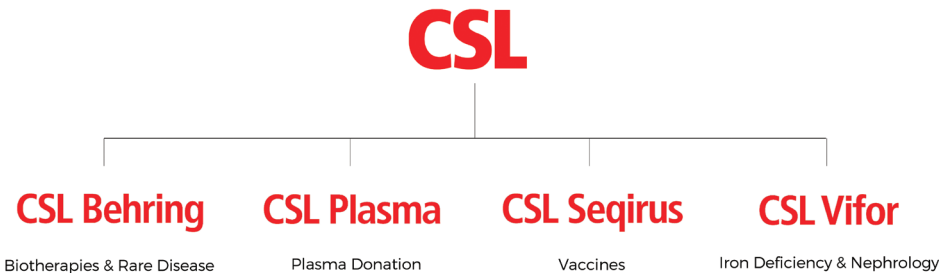 CSL
CSL Behring
CSL Plasma
CSL Seqirus
CSL Vifor
Biotherapies & Rare Disease
Plasma Donation
Vaccines
Iron Deficiency & Nephrology